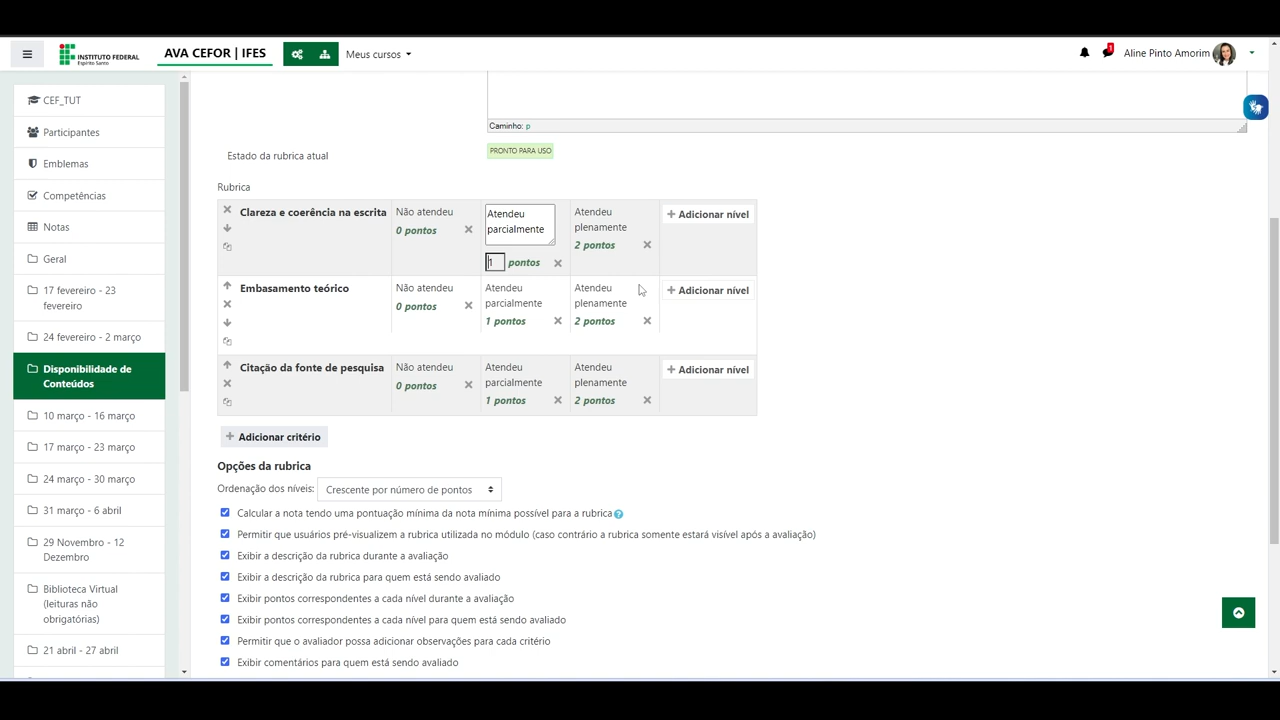 INSTITUTO FEDERAL
Espírito Santo
AVA CEFOR | IFES
Meus cursos
1
Aline Pinto Amorim
CEF_TUT
Participantes
Emblemas
Competências
Notas
Geral
17 fevereiro - 23
fevereiro
24 fevereiro - 2 março
Disponibilidade de
Conteúdos
10 março - 16 março
17 março - 23 março
24 março - 30 março
31 março - 6 abril
29 Novembro - 12
Dezembro
Biblioteca Virtual
(leituras não
obrigatórias)
21 abril - 27 abril
Caminho: p
Estado da rubrica atual
PRONTO PARA USO
Rubrica
Clareza e coerência na escrita
Não atendeu
0 pontos
Atendeu
parcialmente
1 pontos
Atendeu
plenamente
2 pontos
+ Adicionar nível
Embasamento teórico
Não atendeu
0 pontos
Atendeu
parcialmente
1 pontos
Atendeu
plenamente
2 pontos
+ Adicionar nível
Citação da fonte de pesquisa
Não atendeu
0 pontos
Atendeu
parcialmente
1 pontos
Atendeu
plenamente
2 pontos
+ Adicionar nível
+ Adicionar critério
Opções da rubrica
Ordenação dos níveis: Crescente por número de pontos
Calcular a nota tendo uma pontuação mínima da nota mínima possível para a rubrica
Permitir que usuários pré-visualizem a rubrica utilizada no módulo (caso contrário a rubrica somente estará visível após a avaliação)
Exibir a descrição da rubrica durante a avaliação
Exibir a descrição da rubrica para quem está sendo avaliado
Exibir pontos correspondentes a cada nível durante a avaliação
Exibir pontos correspondentes a cada nível para quem está sendo avaliado
Permitir que o avaliador possa adicionar observações para cada critério
Exibir comentários para quem está sendo avaliado